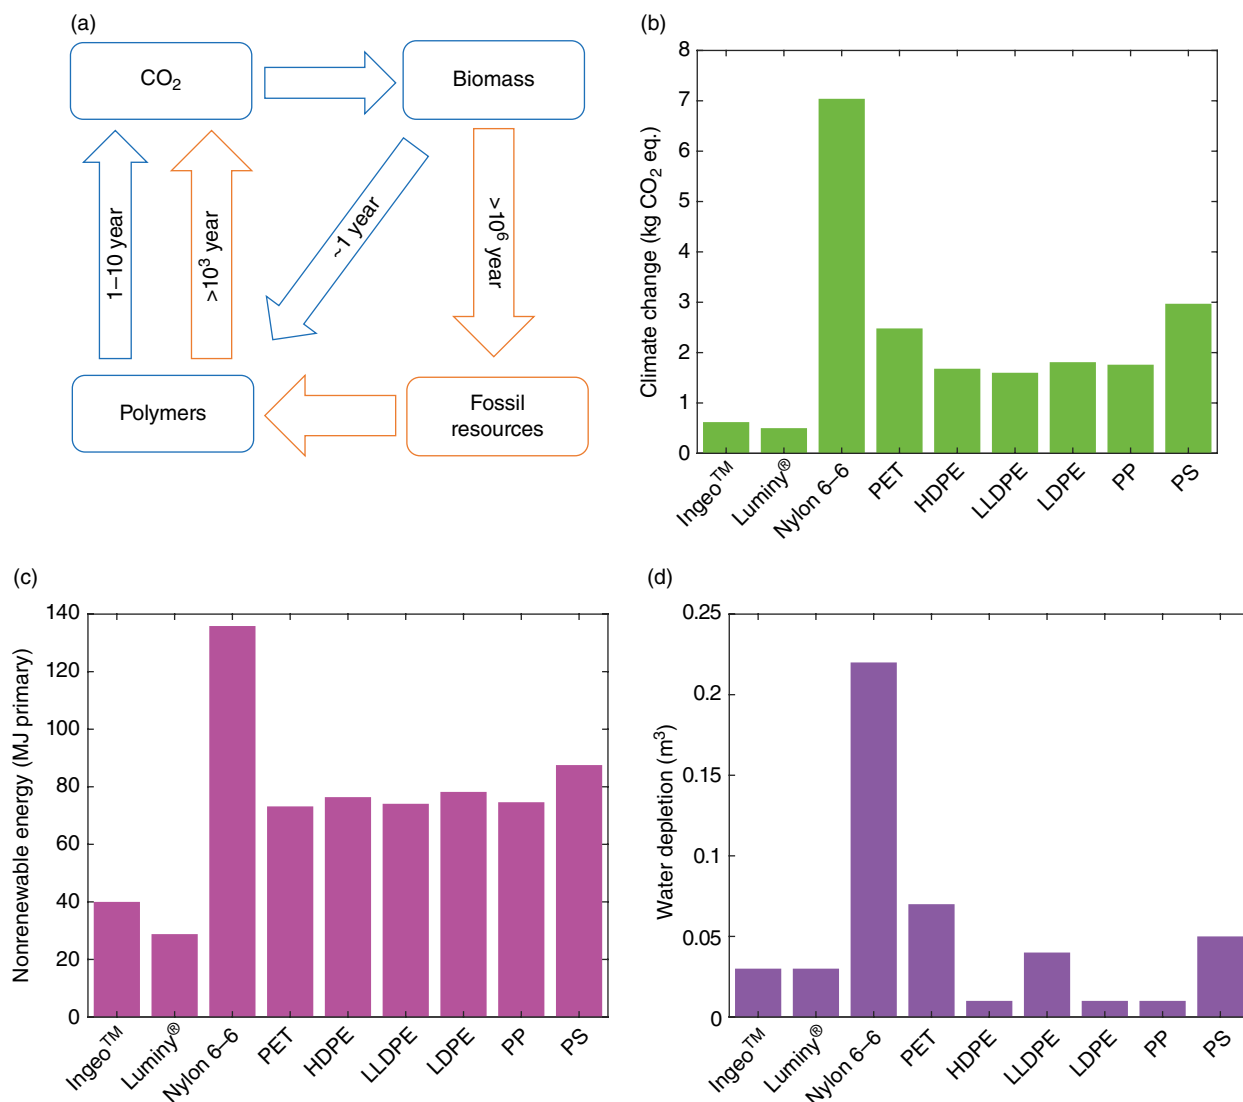 (a)
CO₂
Biomass
1–10 year
>10³ year
~1 year
>10⁶ year
Polymers
Fossil
resources
(b)
Climate change (kg CO₂ eq.)
8
7
6
5
4
3
2
1
0
Ingeo™
Luminy®
Nylon 6–6
PET
HDPE
LLDPE
LDPE
PP
PS
(c)
Nonrenewable energy (MJ primary)
140
120
100
80
60
40
20
0
Ingeo™
Luminy®
Nylon 6–6
PET
HDPE
LLDPE
LDPE
PP
PS
(d)
Water depletion (m³)
0.25
0.2
0.15
0.1
0.05
0
Ingeo™
Luminy®
Nylon 6–6
PET
HDPE
LLDPE
LDPE
PP
PS